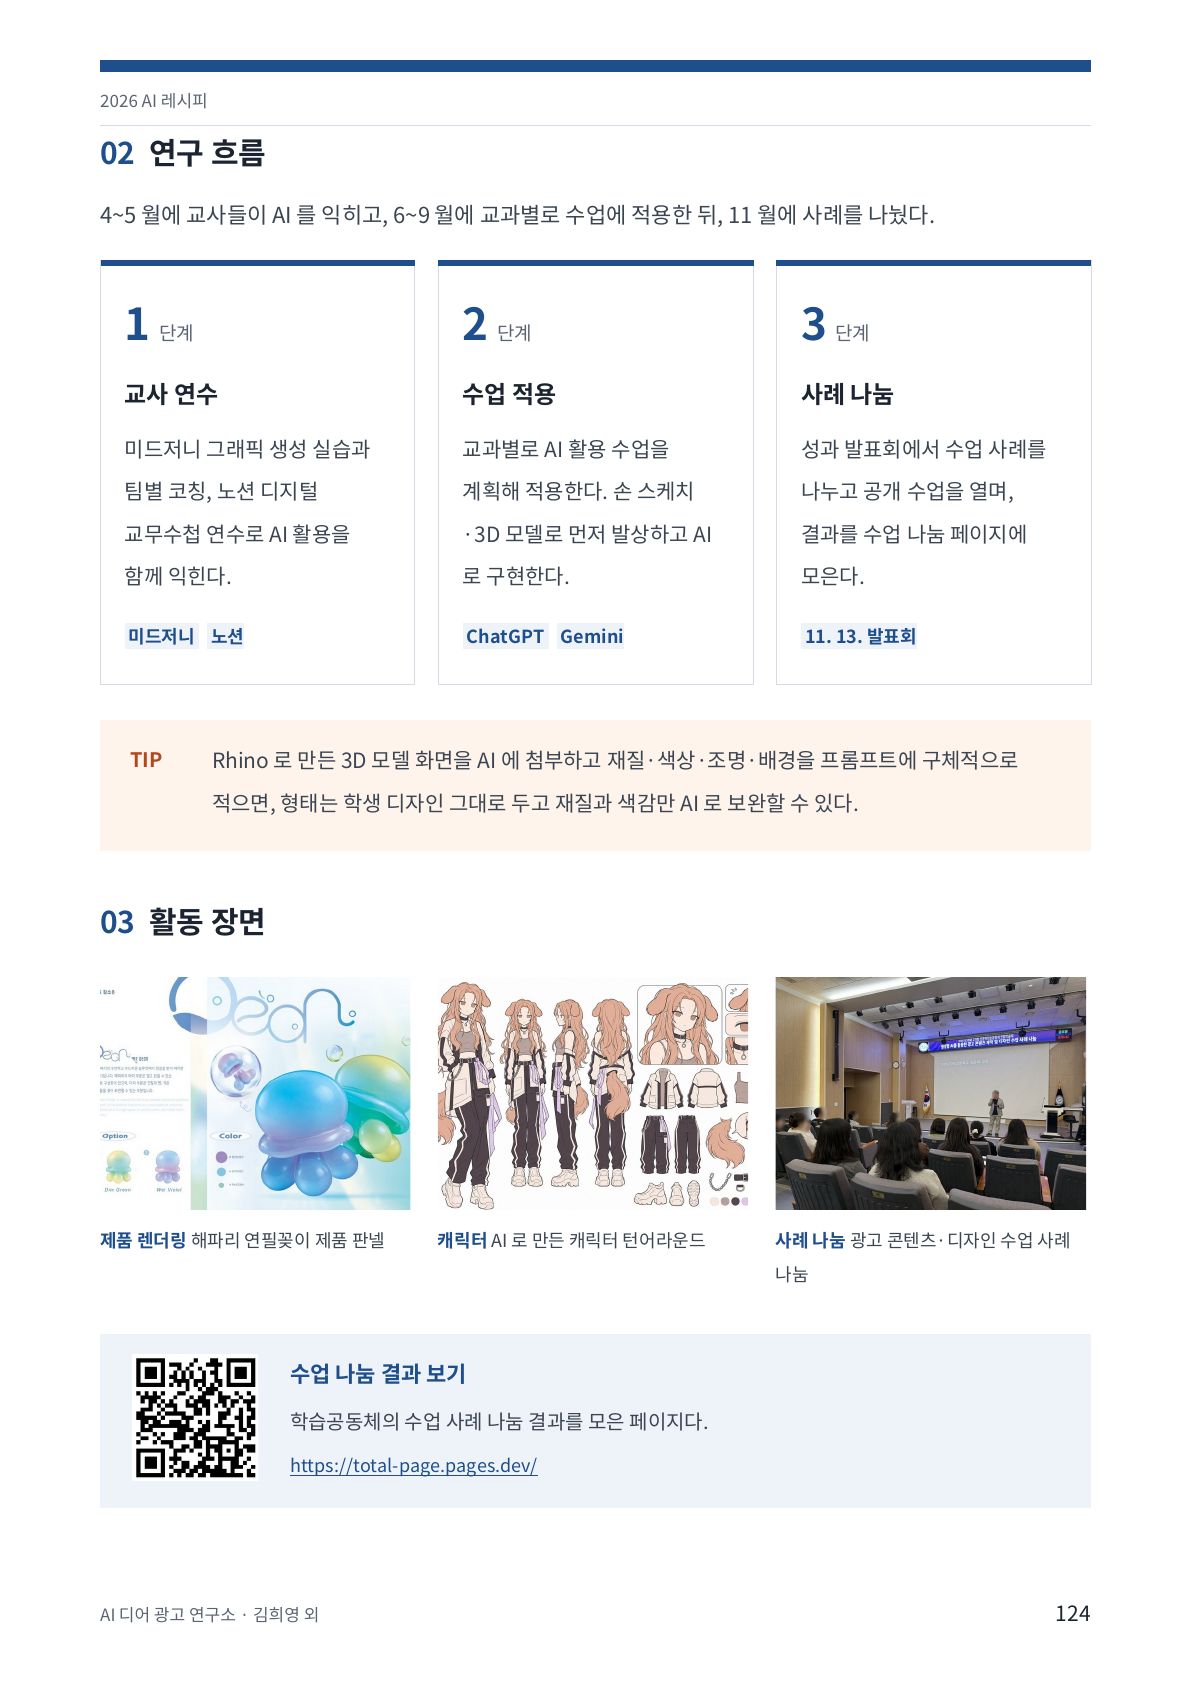 2026 AI 레시피
02 연구 흐름
4~5 월에 교사들이 AI 를 익히고, 6~9 월에 교과별로 수업에 적용한 뒤, 11 월에 사례를 나눴다.
1 단계
교사 연수
미드저니 그래픽 생성 실습과
팀별 코칭, 노션 디지털
교무수첩 연수로 AI 활용을
함께 익힌다.
미드저니 노션
2 단계
수업 적용
교과별로 AI 활용 수업을
계획해 적용한다. 손 스케치
·3D 모델로 먼저 발상하고 AI
로 구현한다.
ChatGPT Gemini
3 단계
사례 나눔
성과 발표회에서 수업 사례를
나누고 공개 수업을 열며,
결과를 수업 나눔 페이지에
모은다.
11. 13. 발표회
TIP
Rhino 로 만든 3D 모델 화면을 AI 에 첨부하고 재질·색상·조명·배경을 프롬프트에 구체적으로
적으면, 형태는 학생 디자인 그대로 두고 재질과 색감만 AI 로 보완할 수 있다.
03 활동 장면
Option
Color
제품 렌더링 해파리 연필꽂이 제품 판넬
캐릭터 AI 로 만든 캐릭터 턴어라운드
사례 나눔 광고 콘텐츠·디자인 수업 사례
나눔
수업 나눔 결과 보기
학습공동체의 수업 사례 나눔 결과를 모은 페이지다.
https://total-page.pages.dev/
AI 디어 광고 연구소 · 김희영 외
124